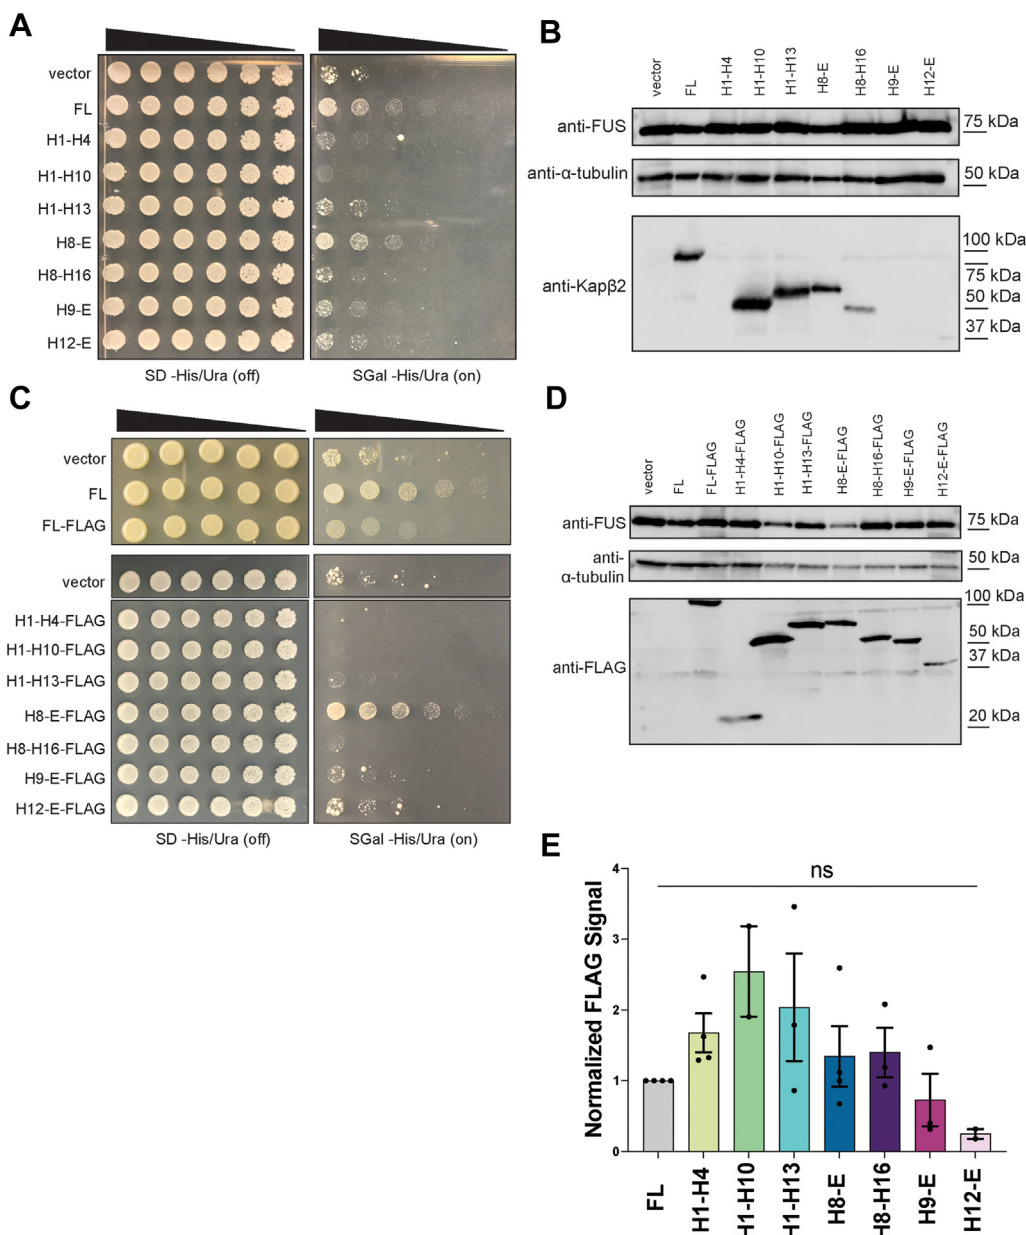 A
vector
FL
H1-H4
H1-H10
H1-H13
H8-E
H8-H16
H9-E
H12-E
SD -His/Ura (off)
SGal -His/Ura (on)
B
vector
FL
H1-H4
H1-H10
H1-H13
H8-E
H8-H16
H9-E
H12-E
anti-FUS
75 kDa
anti-α-tubulin
50 kDa
anti-Kapβ2
100 kDa
75 kDa
50 kDa
37 kDa
C
vector
FL
FL-FLAG
vector
H1-H4-FLAG
H1-H10-FLAG
H1-H13-FLAG
H8-E-FLAG
H8-H16-FLAG
H9-E-FLAG
H12-E-FLAG
SD -His/Ura (off)
SGal -His/Ura (on)
D
vector
FL
FL-FLAG
H1-H4-FLAG
H1-H10-FLAG
H1-H13-FLAG
H8-E-FLAG
H8-H16-FLAG
H9-E-FLAG
H12-E-FLAG
anti-FUS
75 kDa
anti-
α-tubulin
50 kDa
anti-FLAG
100 kDa
50 kDa
37 kDa
20 kDa
E
ns
Normalized FLAG Signal
4
3
2
1
0
FL
H1-H4
H1-H10
H1-H13
H8-E
H8-H16
H9-E
H12-E